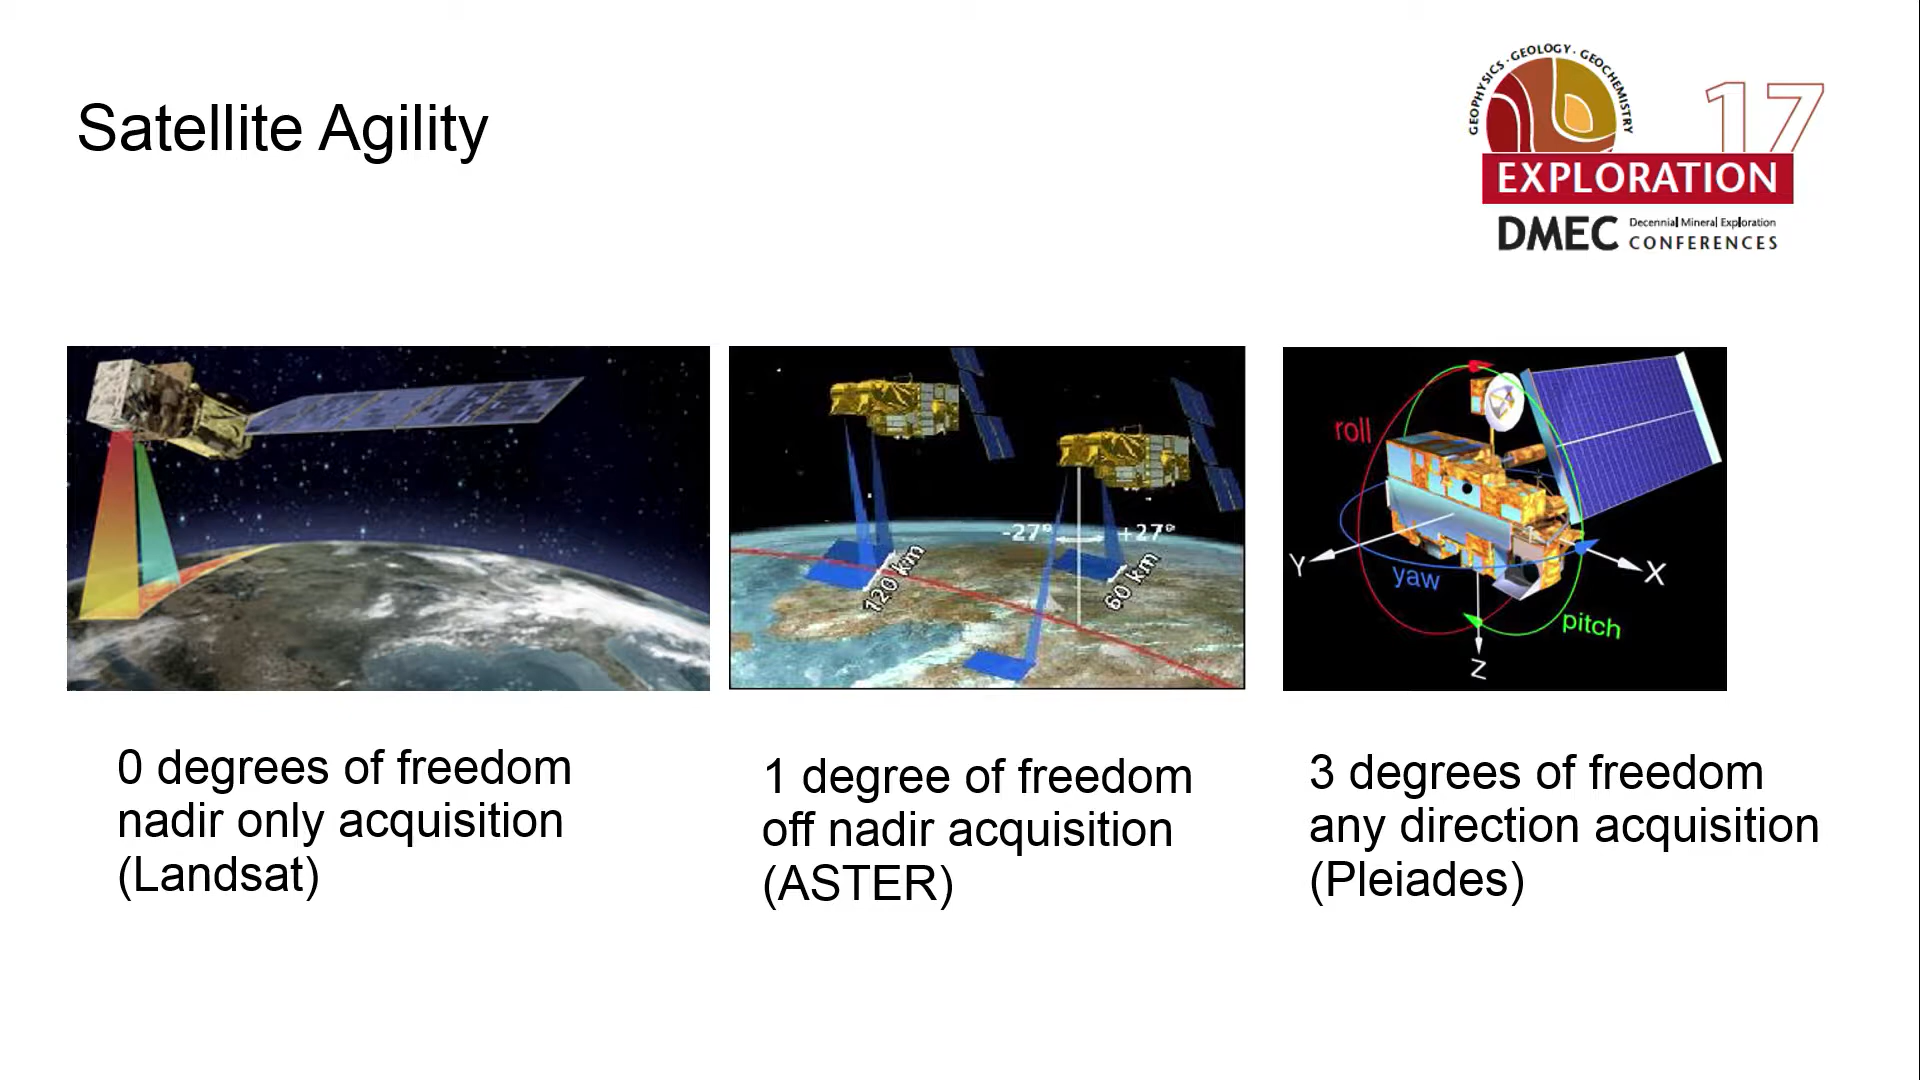 Satellite Agility
GEOPHYSICS · GEOLOGY · GEOCHEMISTRY
17
EXPLORATION
DMEC
Decennial Mineral Exploration
CONFERENCES
-27°
+27°
120 km
60 km
roll
Y
yaw
X
pitch
Z
0 degrees of freedom
nadir only acquisition
(Landsat)
1 degree of freedom
off nadir acquisition
(ASTER)
3 degrees of freedom
any direction acquisition
(Pleiades)